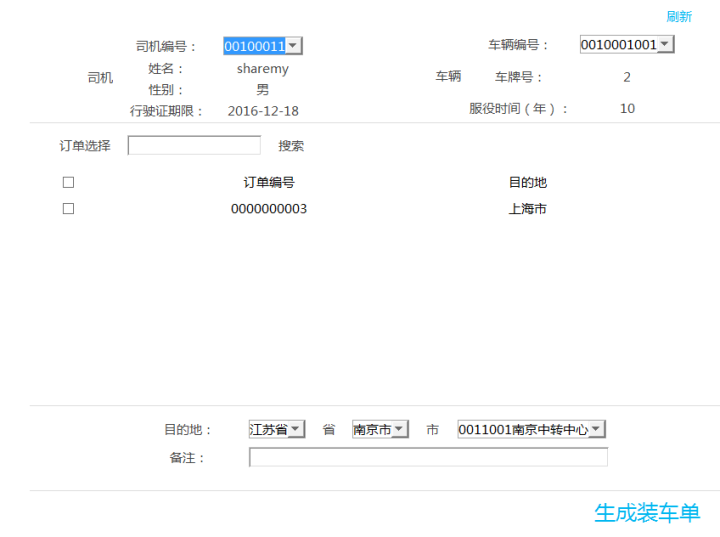 刷新
司机编号： 00100011 车辆编号： 0010001001
姓名： sharemy
司机 车辆 车牌号： 2
性别： 男
行驶证期限： 2016-12-18 服役时间（年）： 10
订单选择 搜索
订单编号 目的地
0000000003 上海市
目的地： 江苏省 省 南京市 市 0011001南京中转中心
备注：
生成装车单